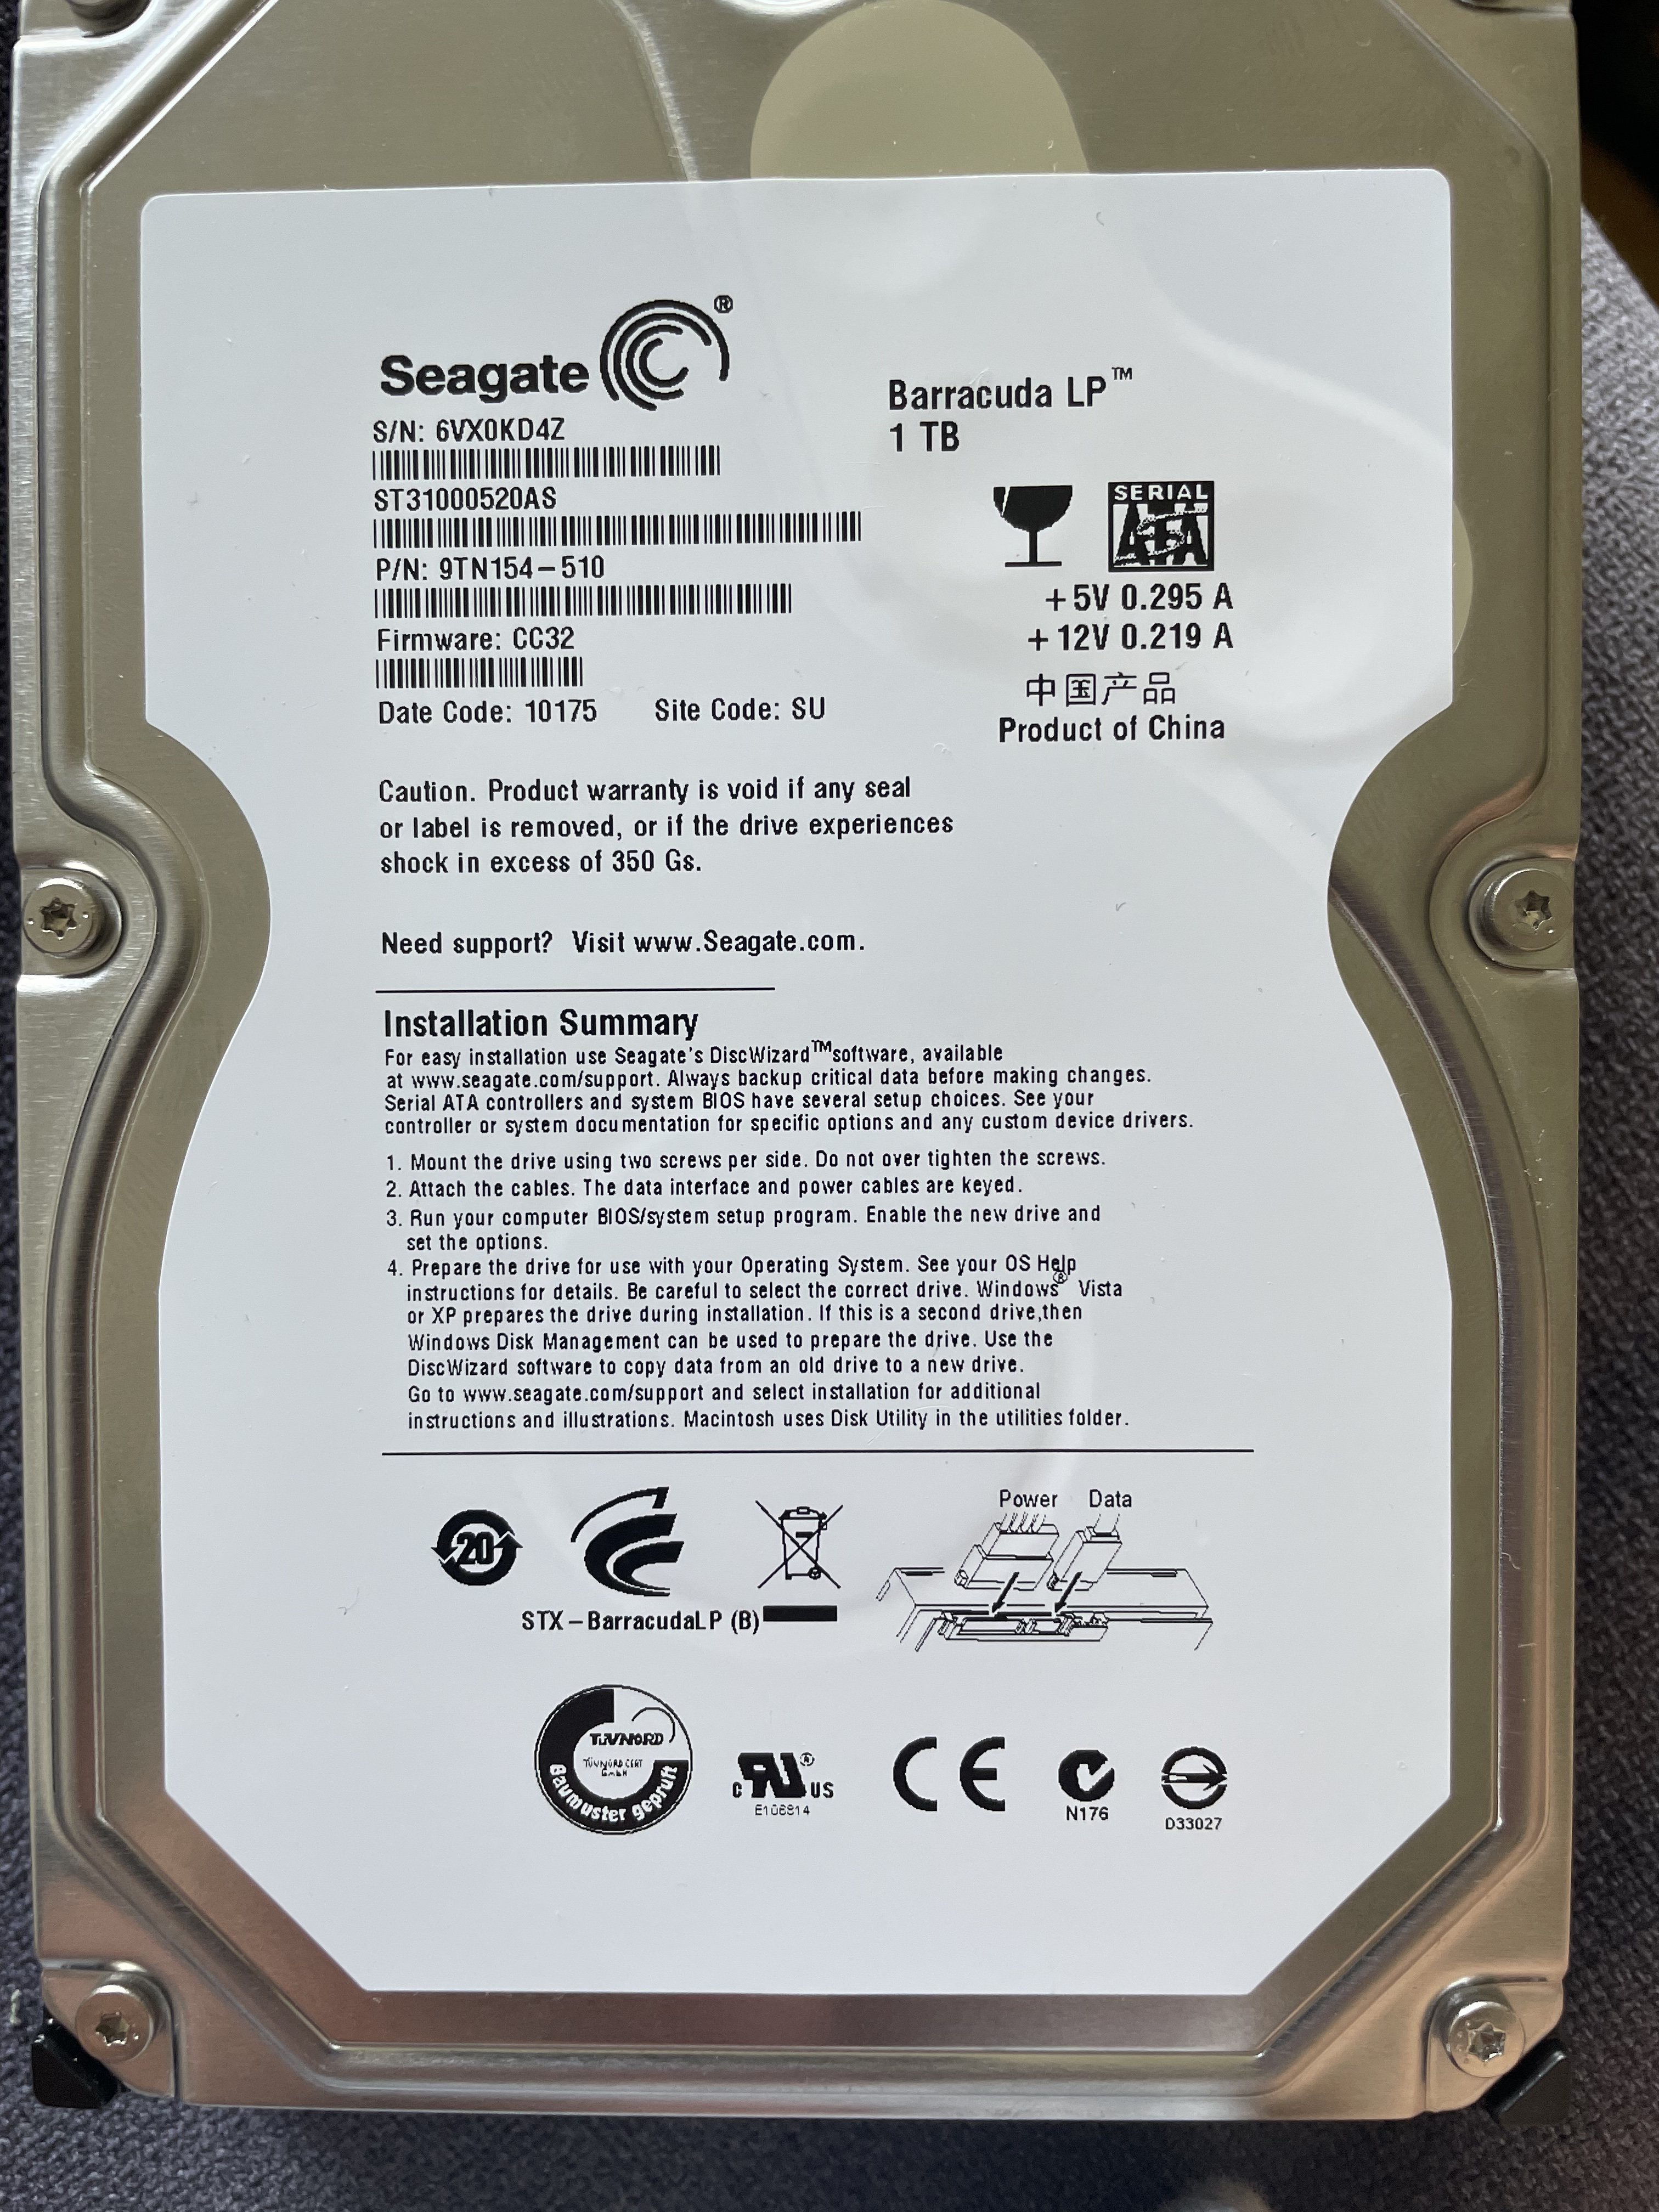 Seagate®
S/N: 6VX0KD4Z
ST31000520AS
P/N: 9TN154-510
Firmware: CC32
Date Code: 10175 Site Code: SU
Barracuda LP™
1 TB
SERIAL
ATA
+5V 0.295 A
+12V 0.219 A
中国产品
Product of China
Caution. Product warranty is void if any seal
or label is removed, or if the drive experiences
shock in excess of 350 Gs.
Need support? Visit www.Seagate.com.
Installation Summary
For easy installation use Seagate's DiscWizard™software, available
at www.seagate.com/support. Always backup critical data before making changes.
Serial ATA controllers and system BIOS have several setup choices. See your
controller or system documentation for specific options and any custom device drivers.
1. Mount the drive using two screws per side. Do not over tighten the screws.
2. Attach the cables. The data interface and power cables are keyed.
3. Run your computer BIOS/system setup program. Enable the new drive and
set the options.
4. Prepare the drive for use with your Operating System. See your OS Help
instructions for details. Be careful to select the correct drive. Windows® Vista
or XP prepares the drive during installation. If this is a second drive,then
Windows Disk Management can be used to prepare the drive. Use the
DiscWizard software to copy data from an old drive to a new drive.
Go to www.seagate.com/support and select installation for additional
instructions and illustrations. Macintosh uses Disk Utility in the utilities folder.
Power Data
20
STX-BarracudaLP (B)
TÜVNORD
TÜV NORD CERT
GmbH
Baumuster geprüft
C RU® US
E106814
CE
N176
D33027